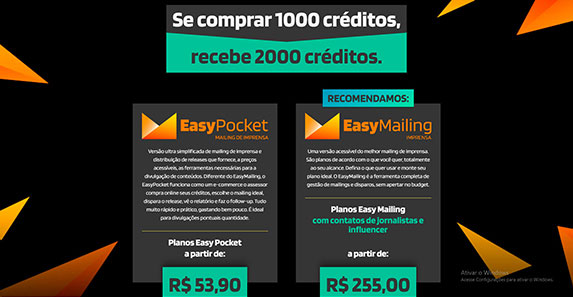 Se comprar 1000 créditos,
recebe 2000 créditos.
EasyPocket
MAILING DE IMPRENSA
Versão ultra simplificada de mailing de Imprensa e
distribuição de releases que fornece, a preços
acessíveis, as ferramentas necessárias para a
divulgação de conteúdos. Diferente do EasyMailing, o
EasyPocket funciona como um e-commerce o assessor
compra online seus créditos, escolhe o mailing ideal,
dispara o release, vê o relatório e faz o follow-up. Tudo
muito rápido e prático, gastando bem pouco. É ideal
para divulgações pontuais quantidade.
Planos Easy Pocket
a partir de:
R$ 53,90
RECOMENDAMOS:
EasyMailing
IMPRENSA
Uma versão acessível do melhor mailing de imprensa.
São planos de acordo com o que você quer, totalmente
ao seu alcance. Defina o que quer usar e monte seu
plano ideal. O EasyMailing é a ferramenta completa de
gestão de mailings e disparos, sem apertar no budget.
Planos Easy Mailing
com contatos de jornalistas e
influencer
a partir de:
R$ 255,00
Ativar o Windows
Acesse Configurações para ativar o Windows.